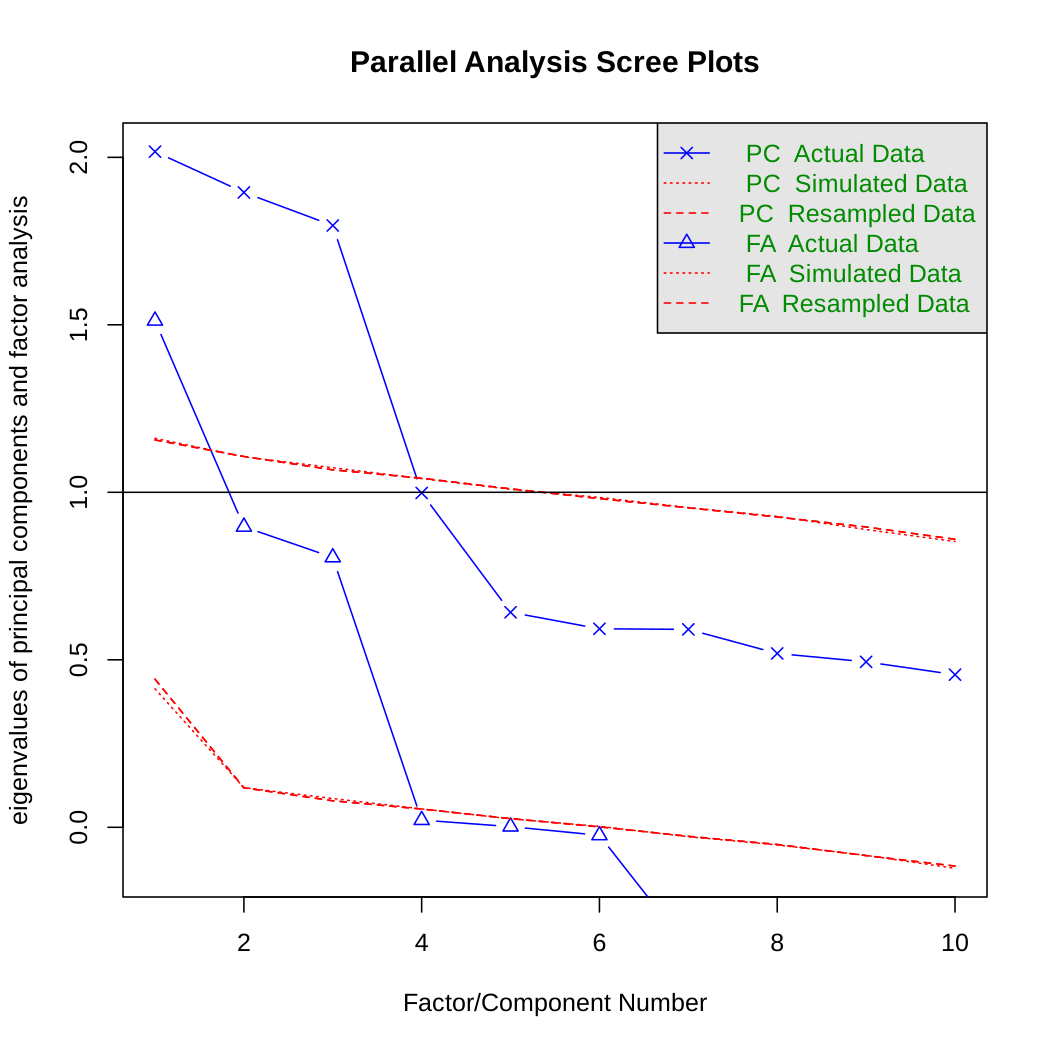 Parallel Analysis Scree Plots
eigenvalues of principal components and factor analysis
2.0
1.5
1.0
0.5
0.0
PC  Actual Data
PC  Simulated Data
PC  Resampled Data
FA  Actual Data
FA  Simulated Data
FA  Resampled Data
2 4 6 8 10
Factor/Component Number